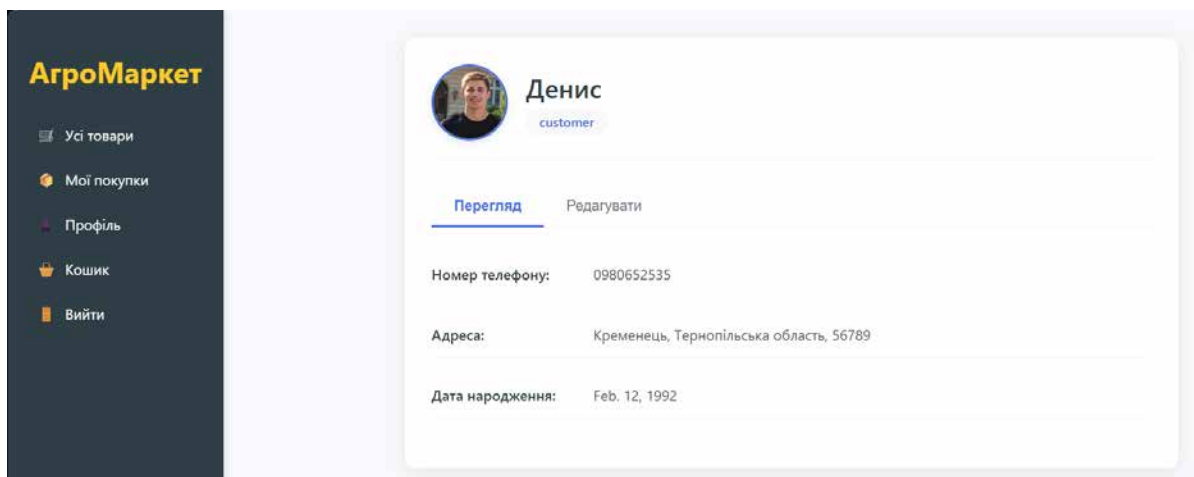 АгроМаркет
Усі товари
Мої покупки
Профіль
Кошик
Вийти
Денис
customer
Перегляд Редагувати
Номер телефону: 0980652535
Адреса: Кременець, Тернопільська область, 56789
Дата народження: Feb. 12, 1992